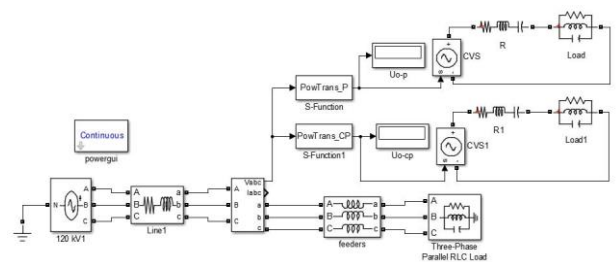 R
Load
CVS
Uo-p
PowTrans_P
S-Function
R1
Load1
PowTrans_CP
S-Function1
Uo-cp
CVS1
Continuous
powergui
N
A
B
C
120 kV1
A
B
C
a
b
c
Line1
A
B
C
Vabc
Iabc
a
b
c
A
B
C
a
b
c
feeders
A
B
C
Three-Phase
Parallel RLC Load